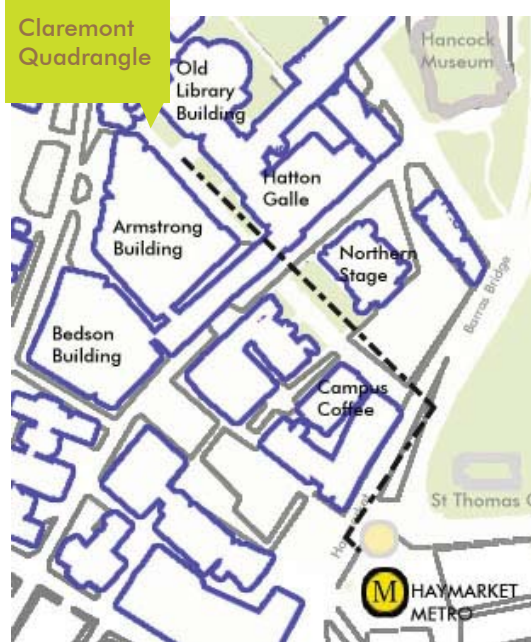 Claremont
Quadrangle
Hancock
Museum
Old
Library
Building
Hatton
Galle
Armstrong
Building
Northern
Stage
Barras Bridge
Bedson
Building
Campus
Coffee
St Thomas
M
HAYMARKET
METRO